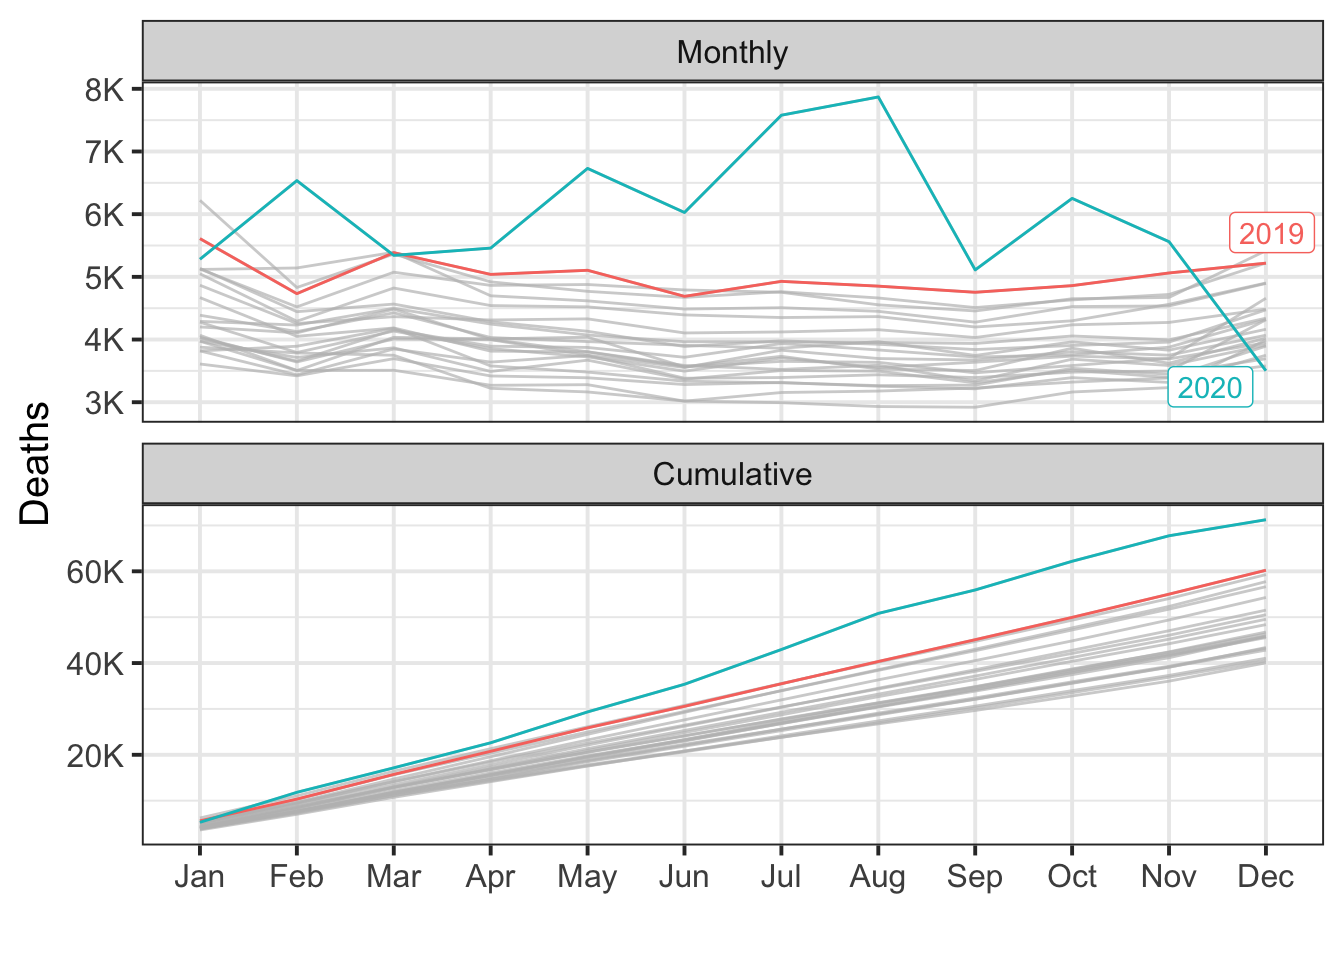 Monthly
8K
7K
6K
5K
4K
3K
2019
2020
Deaths
Cumulative
60K
40K
20K
Jan Feb Mar Apr May Jun Jul Aug Sep Oct Nov Dec